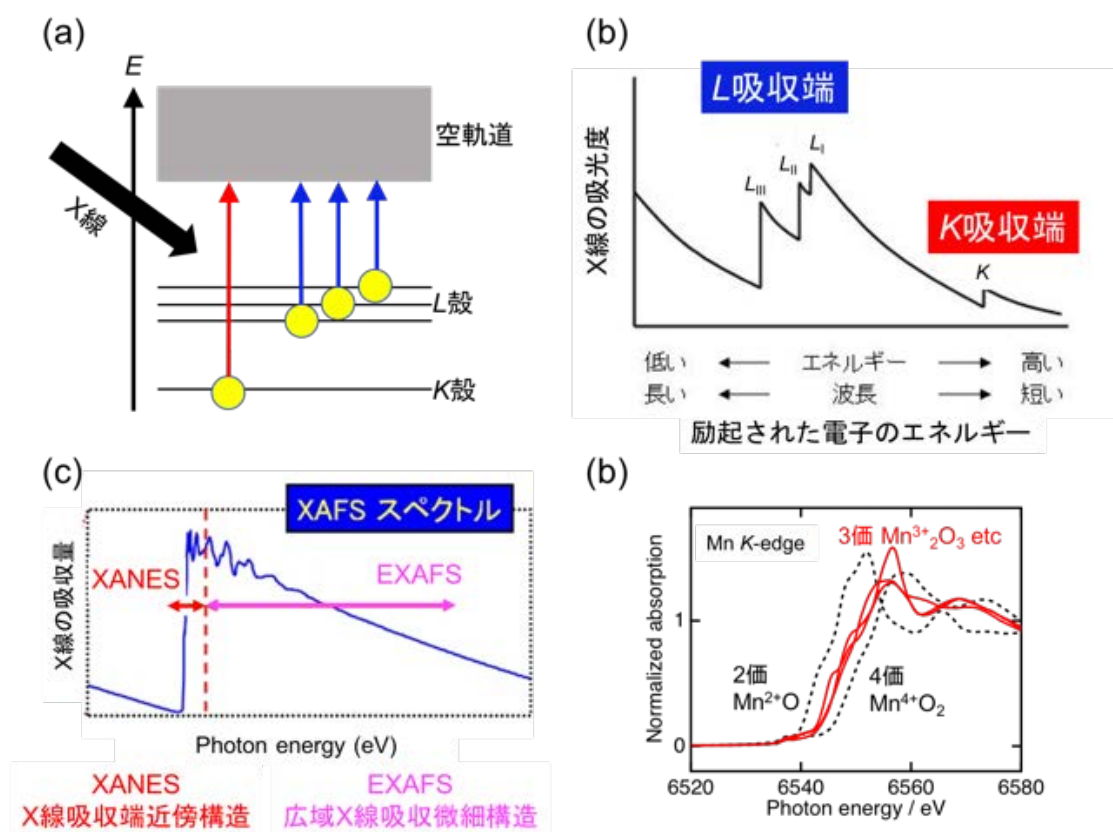 (a)
E
空軌道
X線
L殻
K殻
(b)
L吸収端
X線の吸光度
LIII
LII
LI
K吸収端
K
低い ← エネルギー → 高い
長い ← 波長 → 短い
励起された電子のエネルギー
(c)
XAFS スペクトル
X線の吸収量
XANES
EXAFS
Photon energy (eV)
XANES
X線吸収端近傍構造
EXAFS
広域X線吸収微細構造
(b)
Mn K-edge
3価 Mn³⁺₂O₃ etc
Normalized absorption
1
0
2価
Mn²⁺O
4価
Mn⁴⁺O₂
6520 6540 6560 6580
Photon energy / eV